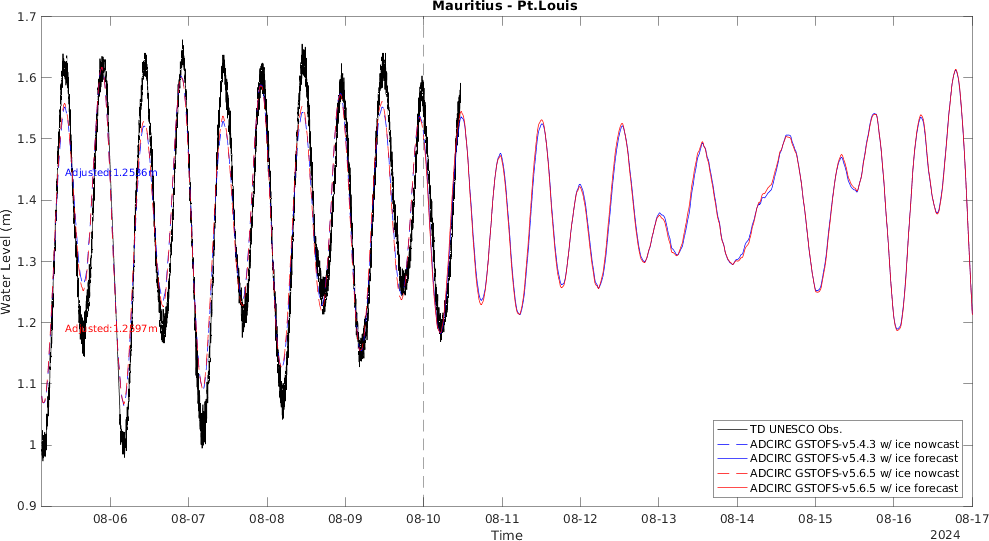 Mauritius - Pt.Louis
1.7
1.6
1.5
1.4
1.3
1.2
1.1
1
0.9
Water Level (m)
Adjusted:1.2536m
Adjusted:1.2597m
TD UNESCO Obs.
ADCIRC GSTOFS-v5.4.3 w/ ice nowcast
ADCIRC GSTOFS-v5.4.3 w/ ice forecast
ADCIRC GSTOFS-v5.6.5 w/ ice nowcast
ADCIRC GSTOFS-v5.6.5 w/ ice forecast
08-06 08-07 08-08 08-09 08-10 08-11 08-12 08-13 08-14 08-15 08-16 08-17
Time
2024